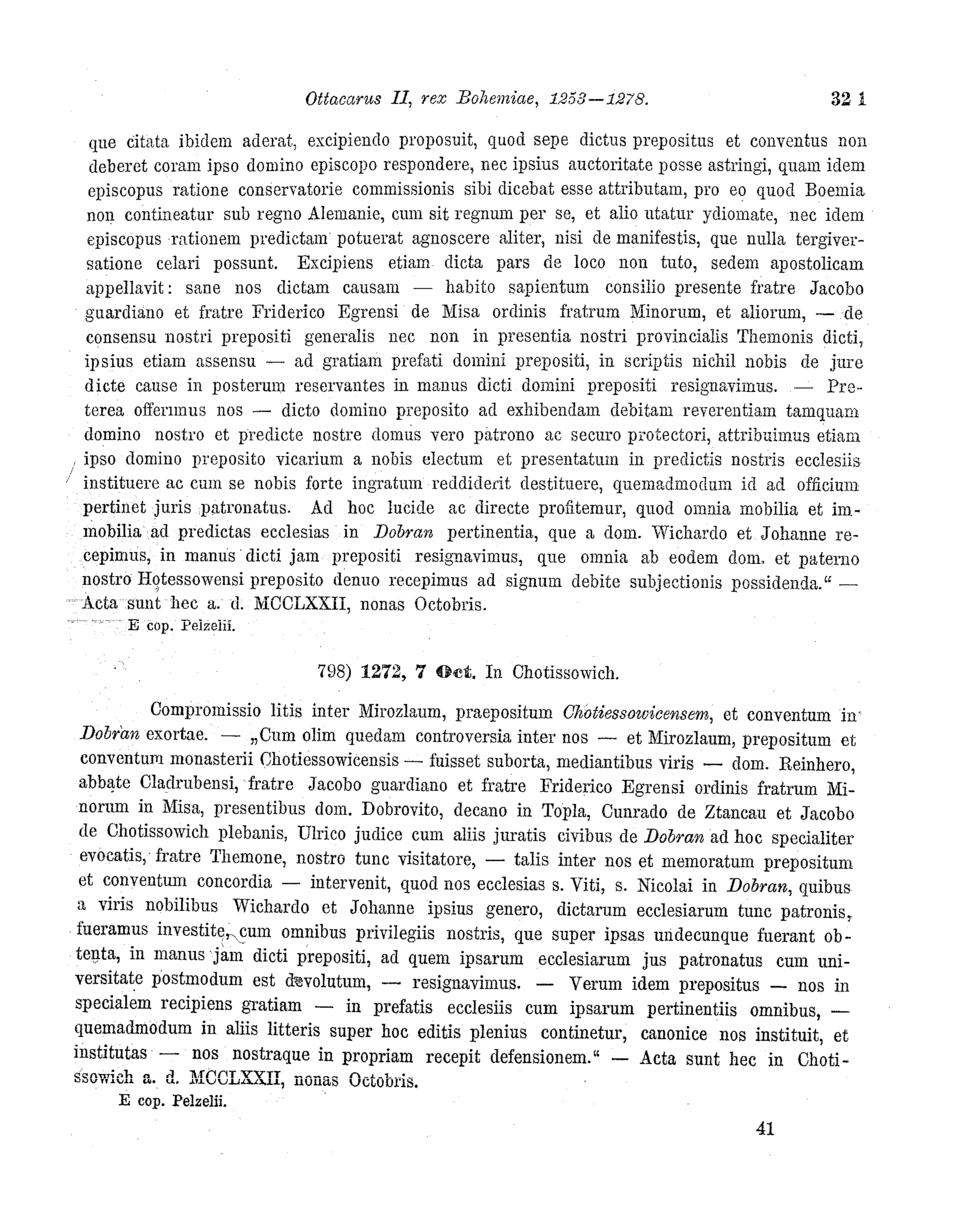 Ottacarus II, rex Bohemiae, 1253—1278. 321
que citata ibidem aderat, excipiendo proposuit, quod sepe dictus prepositus et conventus non
deberet coram ipso domino episcopo respondere, nec ipsius auctoritate posse astringi, quam idem
episcopus ratione conservatorie commissionis sibi dicebat esse attributam, pro eo quod Boemia
non contineatur sub regno Alemanie, cum sit regnum per se, et alio utatur ydiomate, nec idem
episcopus rationem predictam potuerat agnoscere aliter, nisi de manifestis, que nulla tergiver-
satione celari possunt. Excipiens etiam dicta pars de loco non tuto, sedem apostolicam
appellavit: sane nos dictam causam — habito sapientum consilio presente fratre Jacobo
guardiano et fratre Friderico Egrensi de Misa ordinis fratrum Minorum, et aliorum, — de
consensu nostri prepositi generalis nec non in presentia nostri provincialis Themonis dicti,
ipsius etiam assensu — ad gratiam prefati domini prepositi, in scriptis nichil nobis de jure
dicte cause in posterum reservantes in manus dicti domini prepositi resignavimus. — Pre-
terea offerimus nos — dicto domino preposito ad exhibendam debitam reverentiam tamquam
domino nostro et predicte nostre domus vero patrono ac securo protectori, attribuimus etiam
ipso domino preposito vicarium a nobis electum et presentatum in predictis nostris ecclesiis
instituere ac cum se nobis forte ingratum reddiderit destituere, quemadmodum id ad officium
pertinet juris patronatus. Ad hoc lucide ac directe profitemur, quod omnia mobilia et im-
mobilia ad predictas ecclesias in Dobran pertinentia, que a dom. Wichardo et Johanne re-
cepimus, in manus dicti jam prepositi resignavimus, que omnia ab eodem dom. et paterno
nostro Hotessowensi preposito denuo recepimus ad signum debite subjectionis possidenda.“ —
Acta sunt hec a. d. MCCLXXII, nonas Octobris.
E cop. Pelzelii.
798) 1272, 7 Oct. In Chotissowich.
Compromissio litis inter Mirozlaum, praepositum Chotiessowicensem, et conventum in
Dobran exortae. — „Cum olim quedam controversia inter nos — et Mirozlaum, prepositum et
conventum monasterii Chotiessowicensis — fuisset suborta, mediantibus viris — dom. Reinhero,
abbate Cladrubensi, fratre Jacobo guardiano et fratre Friderico Egrensi ordinis fratrum Mi-
norum in Misa, presentibus dom. Dobrovito, decano in Topla, Cunrado de Ztancau et Jacobo
de Chotissowich plebanis, Ulrico judice cum aliis juratis civibus de Dobran ad hoc specialiter
evocatis, fratre Themone, nostro tunc visitatore, — talis inter nos et memoratum prepositum
et conventum concordia — intervenit, quod nos ecclesias s. Viti, s. Nicolai in Dobran, quibus
a viris nobilibus Wichardo et Johanne ipsius genero, dictarum ecclesiarum tunc patronis,
fueramus investite, cum omnibus privilegiis nostris, que super ipsas undecunque fuerant ob-
tenta, in manus jam dicti prepositi, ad quem ipsarum ecclesiarum jus patronatus cum uni-
versitate postmodum est devolutum, — resignavimus. — Verum idem prepositus — nos in
specialem recipiens gratiam — in prefatis ecclesiis cum ipsarum pertinentiis omnibus, —
quemadmodum in aliis litteris super hoc editis plenius continetur, canonice nos instituit, et
institutas — nos nostraque in propriam recepit defensionem.“ — Acta sunt hec in Choti-
ssowich a. d. MCCLXXII, nonas Octobris.
E cop. Pelzelii.
41